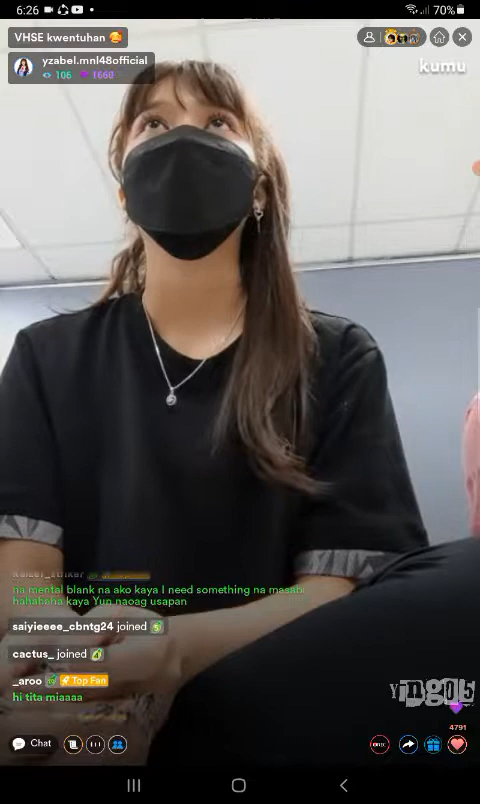 6:26
70%
VHSE kwentuhan
yzabel.mnl48official
106 1660
kumu
na mental blank na ako kaya I need something na masabi
hahahaha kaya Yun naoag usapan
saiyieeee_cbntg24 joined
cactus_ joined
_aroo Top Fan
hi tita miaaaa
YiNG05
4791
Chat